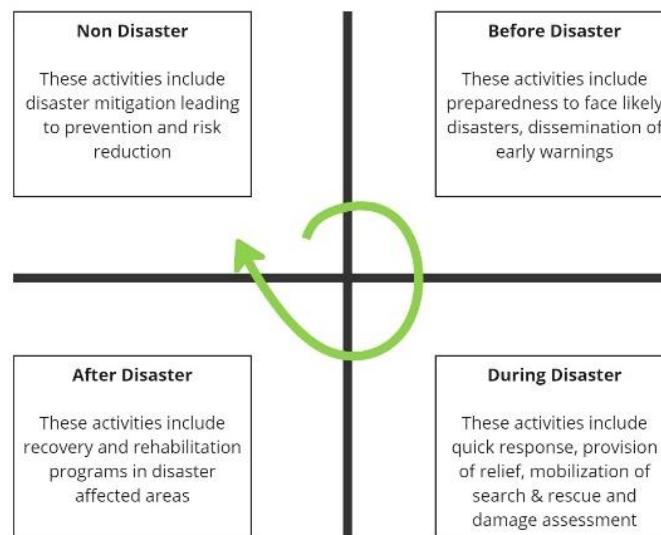 Non Disaster
These activities include
disaster mitigation leading
to prevention and risk
reduction
Before Disaster
These activities include
preparedness to face likely
disasters, dissemination of
early warnings
After Disaster
These activities include
recovery and rehabilitation
programs in disaster
affected areas
During Disaster
These activities include
quick response, provision
of relief, mobilization of
search & rescue and
damage assessment